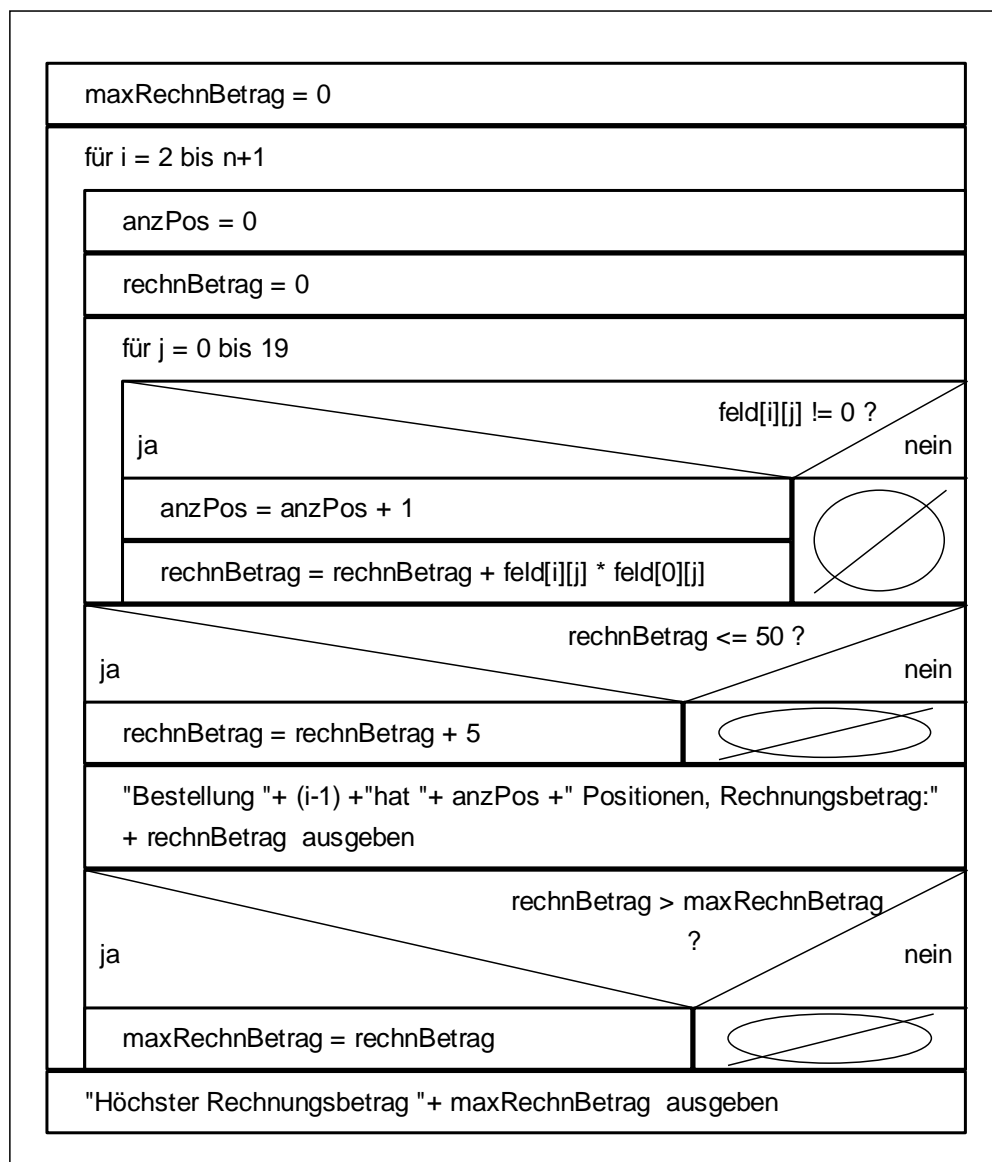 maxRechnBetrag = 0
für i = 2 bis n+1
anzPos = 0
rechnBetrag = 0
für j = 0 bis 19
feld[i][j] != 0 ?
ja
nein
anzPos = anzPos + 1
rechnBetrag = rechnBetrag + feld[i][j] * feld[0][j]
rechnBetrag <= 50 ?
ja
nein
rechnBetrag = rechnBetrag + 5
"Bestellung "+ (i-1) +"hat "+ anzPos +" Positionen, Rechnungsbetrag:"
+ rechnBetrag ausgeben
rechnBetrag > maxRechnBetrag
?
ja
nein
maxRechnBetrag = rechnBetrag
"Höchster Rechnungsbetrag "+ maxRechnBetrag ausgeben